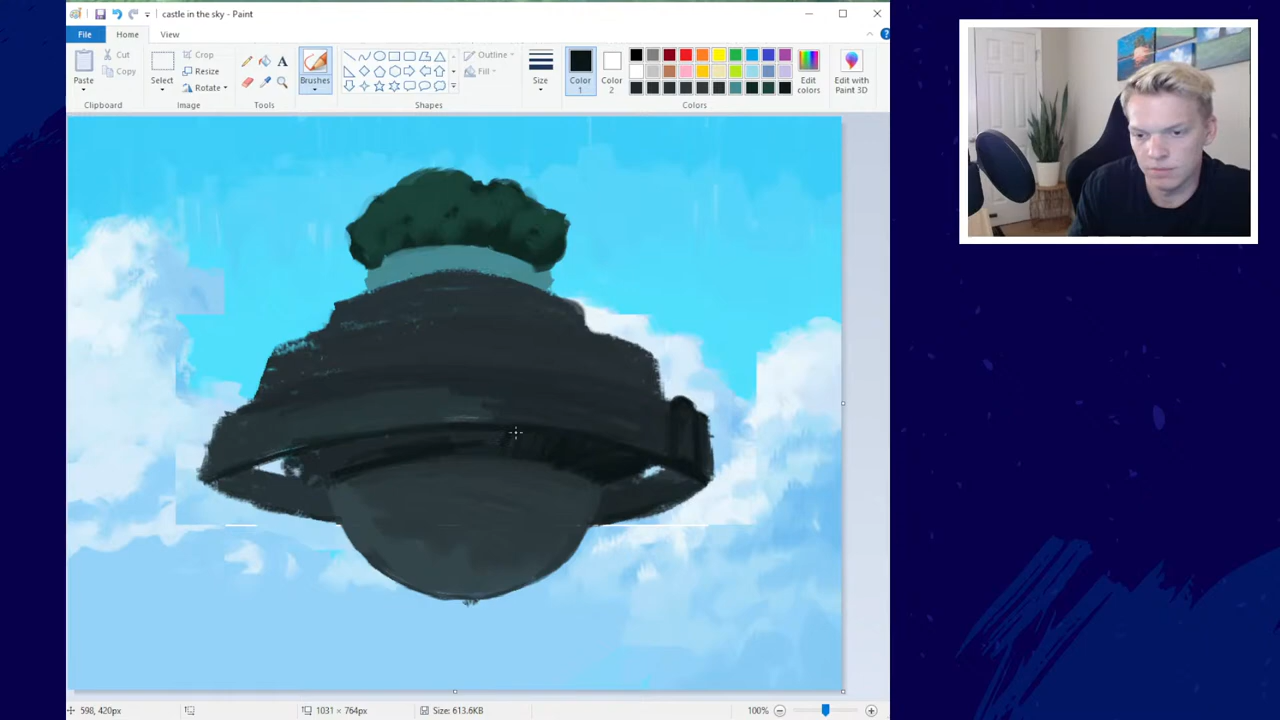 castle in the sky - Paint
File
Home
View
Paste
Cut
Copy
Clipboard
Select
Crop
Resize
Rotate
Image
Tools
Brushes
Shapes
Outline
Fill
Size
Color
1
Color
2
Edit
colors
Edit with
Paint 3D
Colors
598, 420px
1031 × 764px
Size: 613.6KB
100%